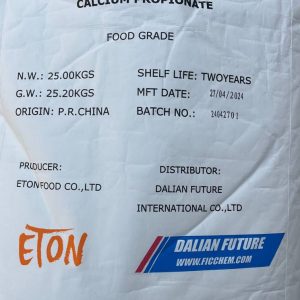 CALCIUM PROPIONATE
FOOD GRADE
N.W.: 25.00KGS
G.W.: 25.20KGS
ORIGIN: P.R.CHINA
SHELF LIFE: TWOYEARS
MFT DATE: 27/04/2024
BATCH NO.: 24042701
PRODUCER:
ETONFOOD CO.,LTD
DISTRIBUTOR:
DALIAN FUTURE
INTERNATIONAL CO.,LTD
ETON
DALIAN FUTURE
WWW.FICCHEM.COM